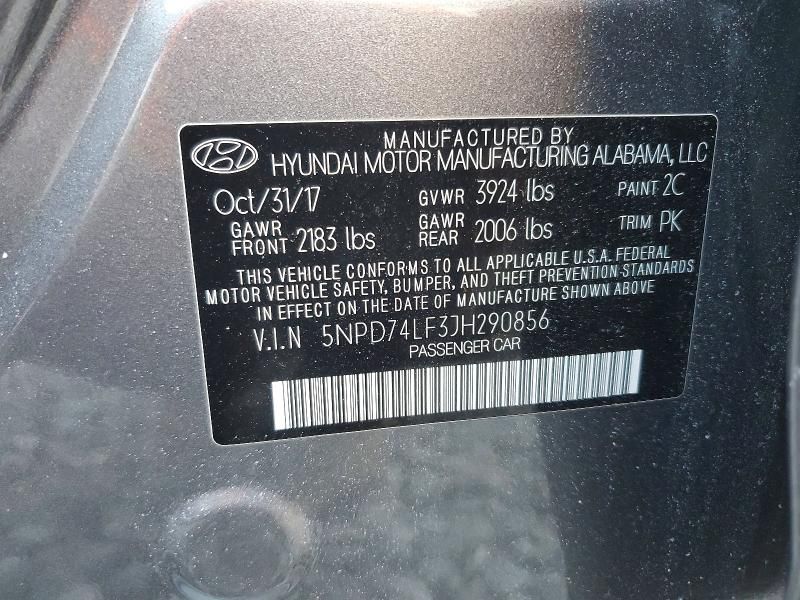 MANUFACTURED BY
HYUNDAI MOTOR MANUFACTURING ALABAMA, LLC
Oct/31/17 GVWR 3924 lbs PAINT 2C
GAWR FRONT 2183 lbs GAWR REAR 2006 lbs TRIM PK
THIS VEHICLE CONFORMS TO ALL APPLICABLE U.S.A. FEDERAL
MOTOR VEHICLE SAFETY, BUMPER, AND THEFT PREVENTION STANDARDS
IN EFFECT ON THE DATE OF MANUFACTURE SHOWN ABOVE
V.I.N 5NPD74LF3JH290856
PASSENGER CAR